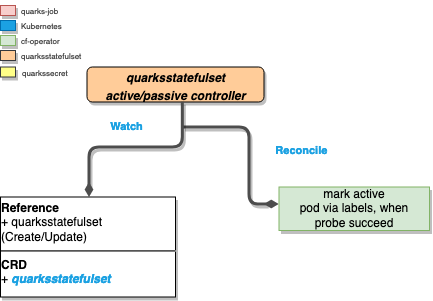 quarks-job
Kubernetes
cf-operator
quarksstatefulset
quarkssecret
quarksstatefulset
active/passive controller
Watch
Reconcile
Reference
+ quarksstatefulset
(Create/Update)
CRD
+ quarksstatefulset
mark active
pod via labels, when
probe succeed